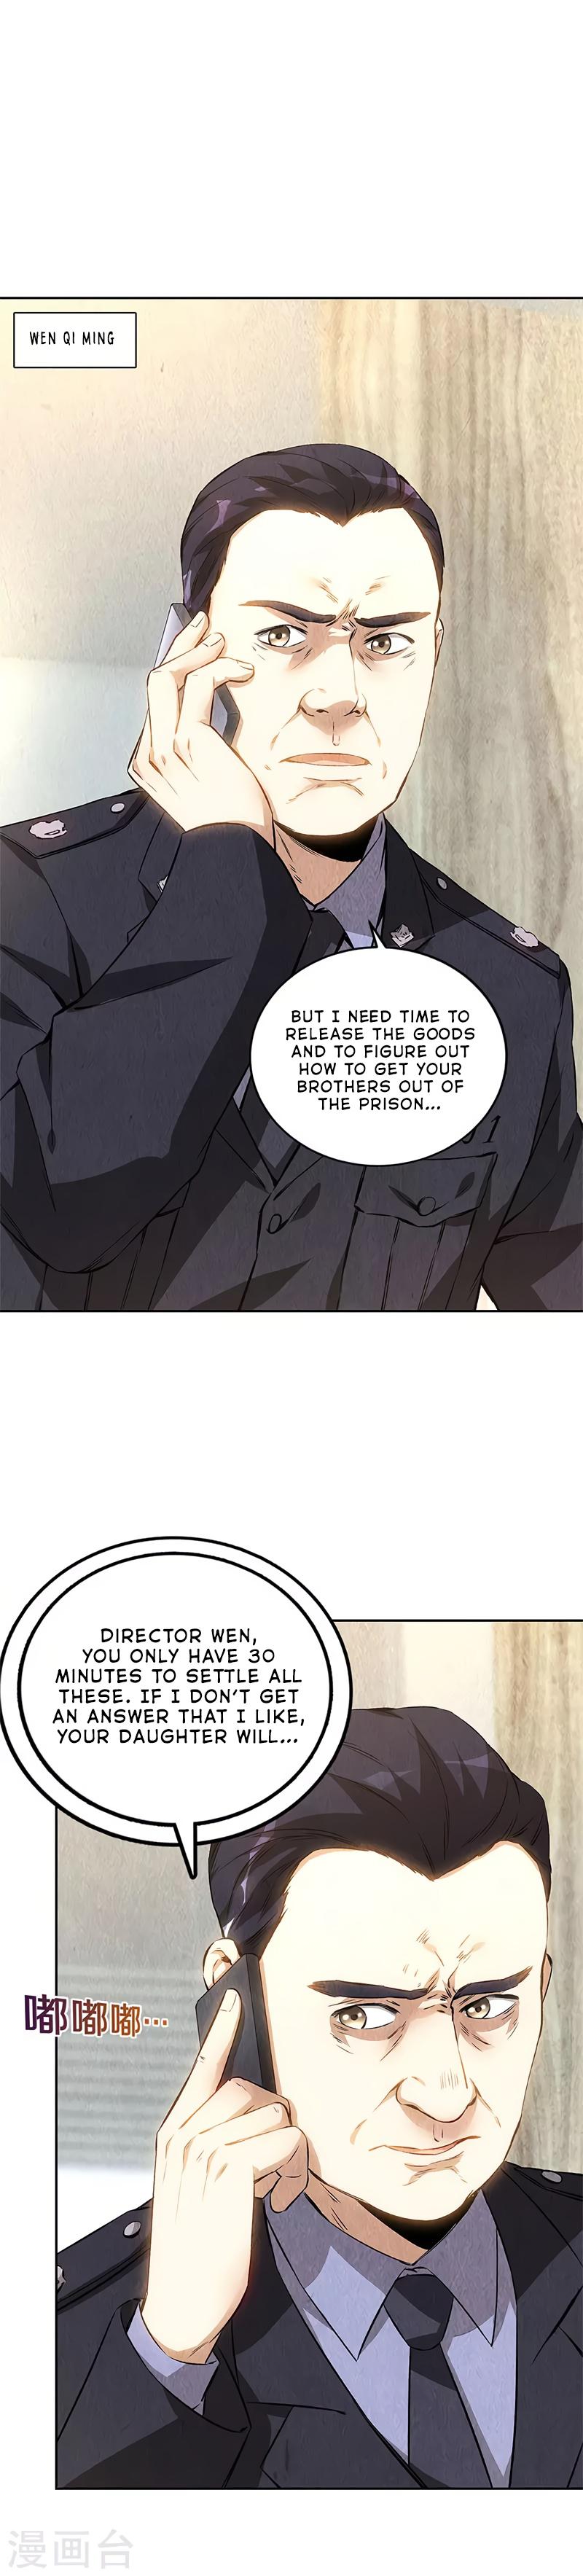 WEN QI MING
BUT I NEED TIME TO
RELEASE THE GOODS
AND TO FIGURE OUT
HOW TO GET YOUR
BROTHERS OUT OF
THE PRISON...
01
DIRECTOR WEN,
YOU ONLY HAVE 30
MINUTES TO SETTLE ALL
THESE. IF I DON'T GET
AN ANSWER THAT I LIKE,
YOUR DAUGHTER WILL...
嘟嘟嘟...
漫画台